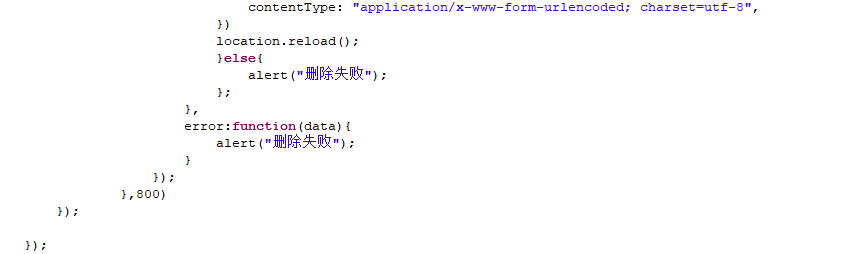 contentType: "application/x-www-form-urlencoded; charset=utf-8",
})
location.reload();
}else{
alert("删除失败");
};
},
error:function(data){
alert("删除失败");
}
});
},800)
});
});